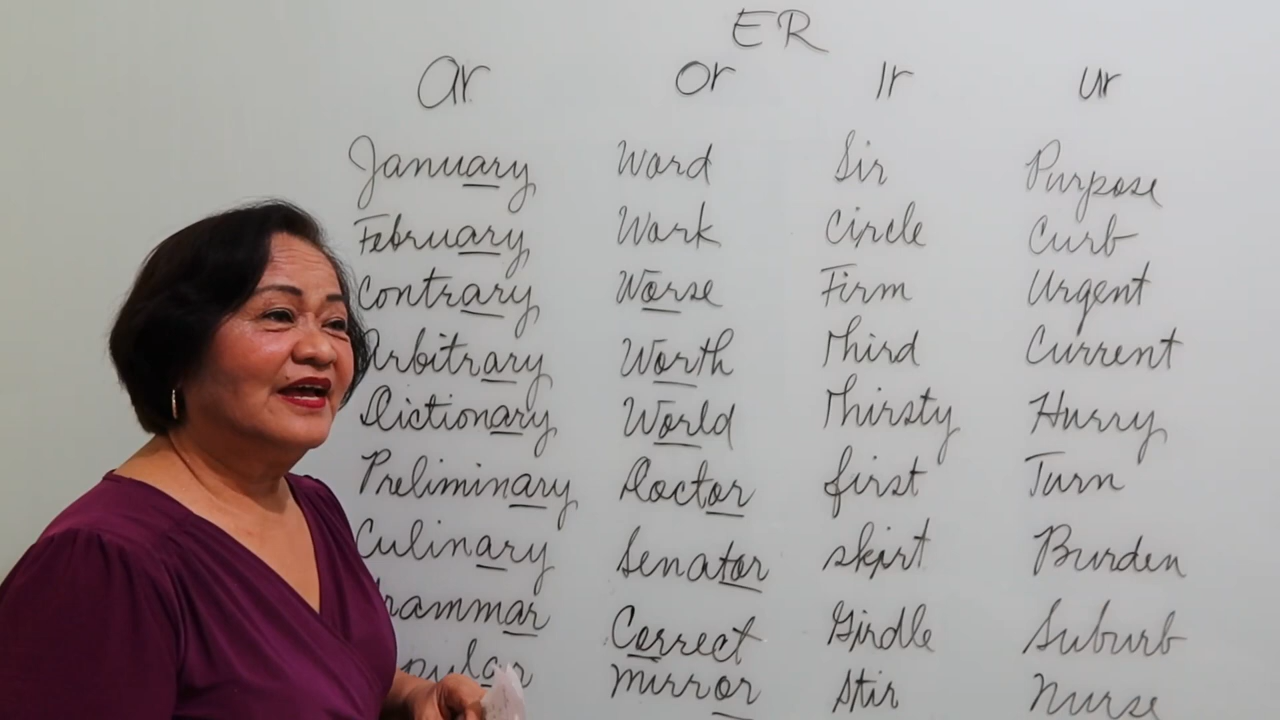 ER
ar or ir ur
January Word Sir Purpose
February Work Circle Curb
Contrary Worse Firm Urgent
Arbitrary Worth Third Current
Dictionary World Thirsty Hurry
Preliminary Doctor first Turn
Culinary Senator skirt Burden
rammar Correct Girdle Suburb
pular Mirror Stir Nurse